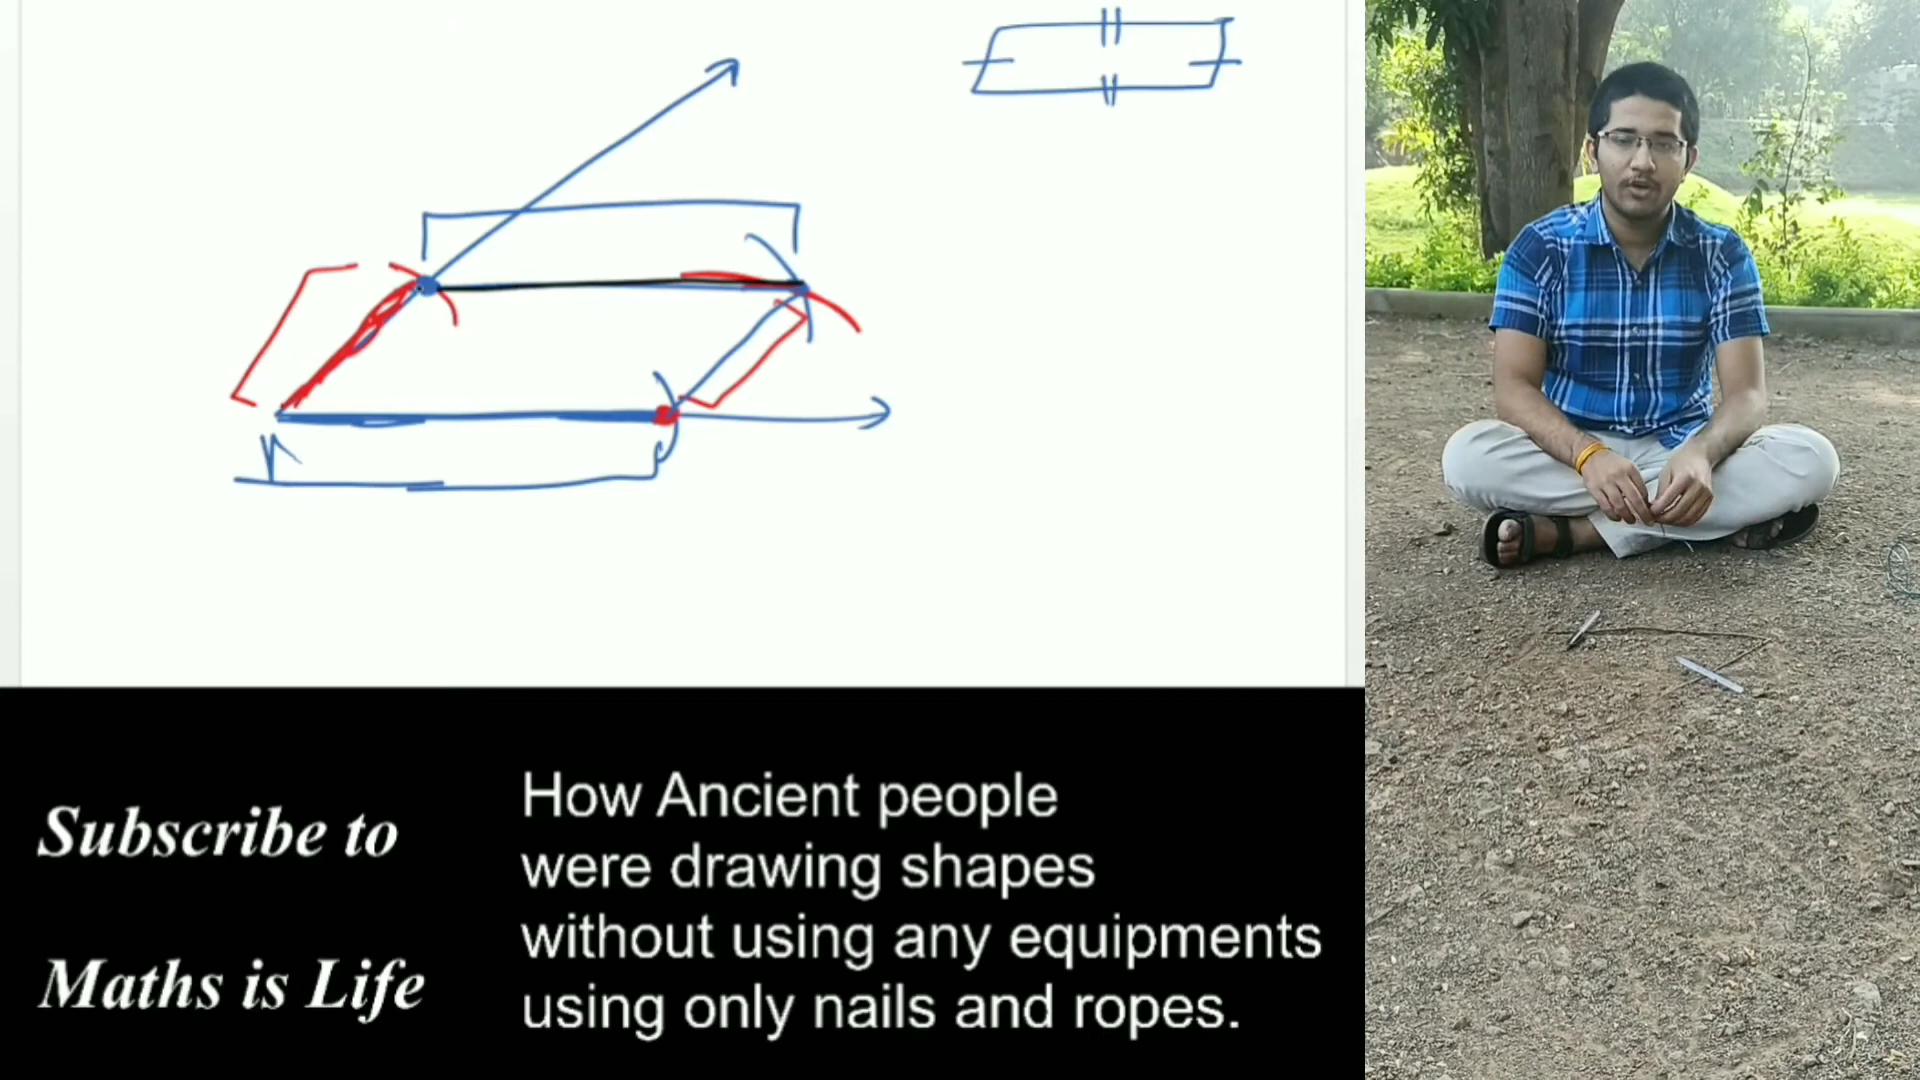 Subscribe to
Maths is Life
How Ancient people
were drawing shapes
without using any equipments
using only nails and ropes.